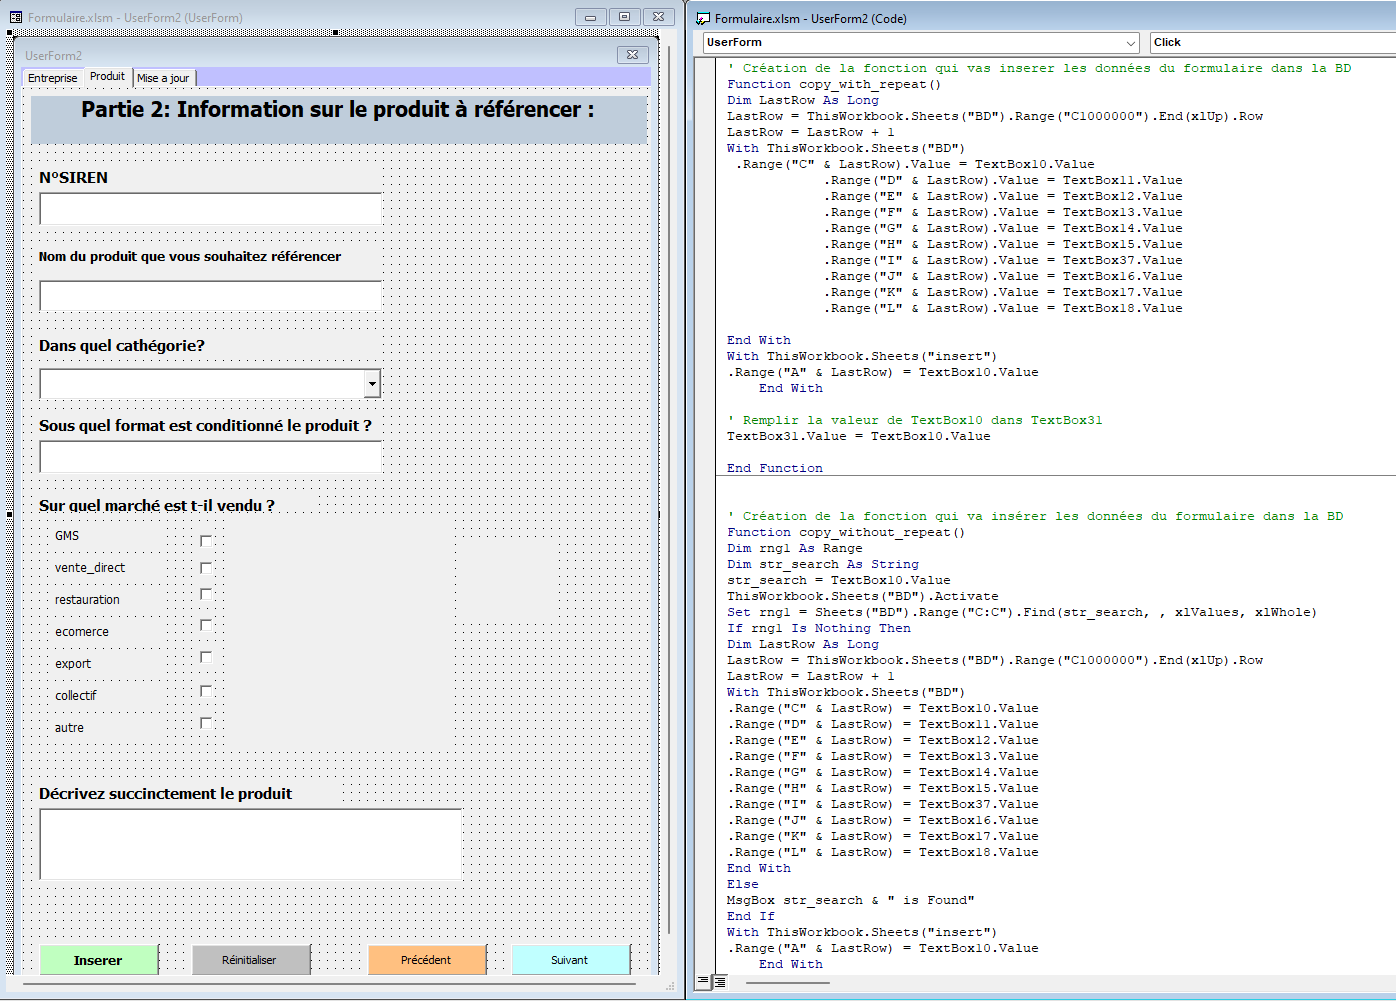 Formulaire.xlsm - UserForm2 (UserForm)
UserForm2
Entreprise Produit Mise a jour
Partie 2: Information sur le produit à référencer :
N°SIREN
Nom du produit que vous souhaitez référencer
Dans quel cathégorie?
Sous quel format est conditionné le produit ?
Sur quel marché est t-il vendu ?
GMS
vente_direct
restauration
ecomerce
export
collectif
autre
Décrivez succinctement le produit
Inserer Réinitialiser Précédent Suivant
Formulaire.xlsm - UserForm2 (Code)
UserForm Click
' Création de la fonction qui vas inserer les données du formulaire dans la BD
Function copy_with_repeat()
Dim LastRow As Long
LastRow = ThisWorkbook.Sheets("BD").Range("C1000000").End(xlUp).Row
LastRow = LastRow + 1
With ThisWorkbook.Sheets("BD")
.Range("C" & LastRow).Value = TextBox10.Value
.Range("D" & LastRow).Value = TextBox11.Value
.Range("E" & LastRow).Value = TextBox12.Value
.Range("F" & LastRow).Value = TextBox13.Value
.Range("G" & LastRow).Value = TextBox14.Value
.Range("H" & LastRow).Value = TextBox15.Value
.Range("I" & LastRow).Value = TextBox37.Value
.Range("J" & LastRow).Value = TextBox16.Value
.Range("K" & LastRow).Value = TextBox17.Value
.Range("L" & LastRow).Value = TextBox18.Value
End With
With ThisWorkbook.Sheets("insert")
.Range("A" & LastRow) = TextBox10.Value
End With
' Remplir la valeur de TextBox10 dans TextBox31
TextBox31.Value = TextBox10.Value
End Function
' Création de la fonction qui va insérer les données du formulaire dans la BD
Function copy_without_repeat()
Dim rng1 As Range
Dim str_search As String
str_search = TextBox10.Value
ThisWorkbook.Sheets("BD").Activate
Set rng1 = Sheets("BD").Range("C:C").Find(str_search, , xlValues, xlWhole)
If rng1 Is Nothing Then
Dim LastRow As Long
LastRow = ThisWorkbook.Sheets("BD").Range("C1000000").End(xlUp).Row
LastRow = LastRow + 1
With ThisWorkbook.Sheets("BD")
.Range("C" & LastRow) = TextBox10.Value
.Range("D" & LastRow) = TextBox11.Value
.Range("E" & LastRow) = TextBox12.Value
.Range("F" & LastRow) = TextBox13.Value
.Range("G" & LastRow) = TextBox14.Value
.Range("H" & LastRow) = TextBox15.Value
.Range("I" & LastRow) = TextBox37.Value
.Range("J" & LastRow) = TextBox16.Value
.Range("K" & LastRow) = TextBox17.Value
.Range("L" & LastRow) = TextBox18.Value
End With
Else
MsgBox str_search & " is Found"
End If
With ThisWorkbook.Sheets("insert")
.Range("A" & LastRow) = TextBox10.Value
End With